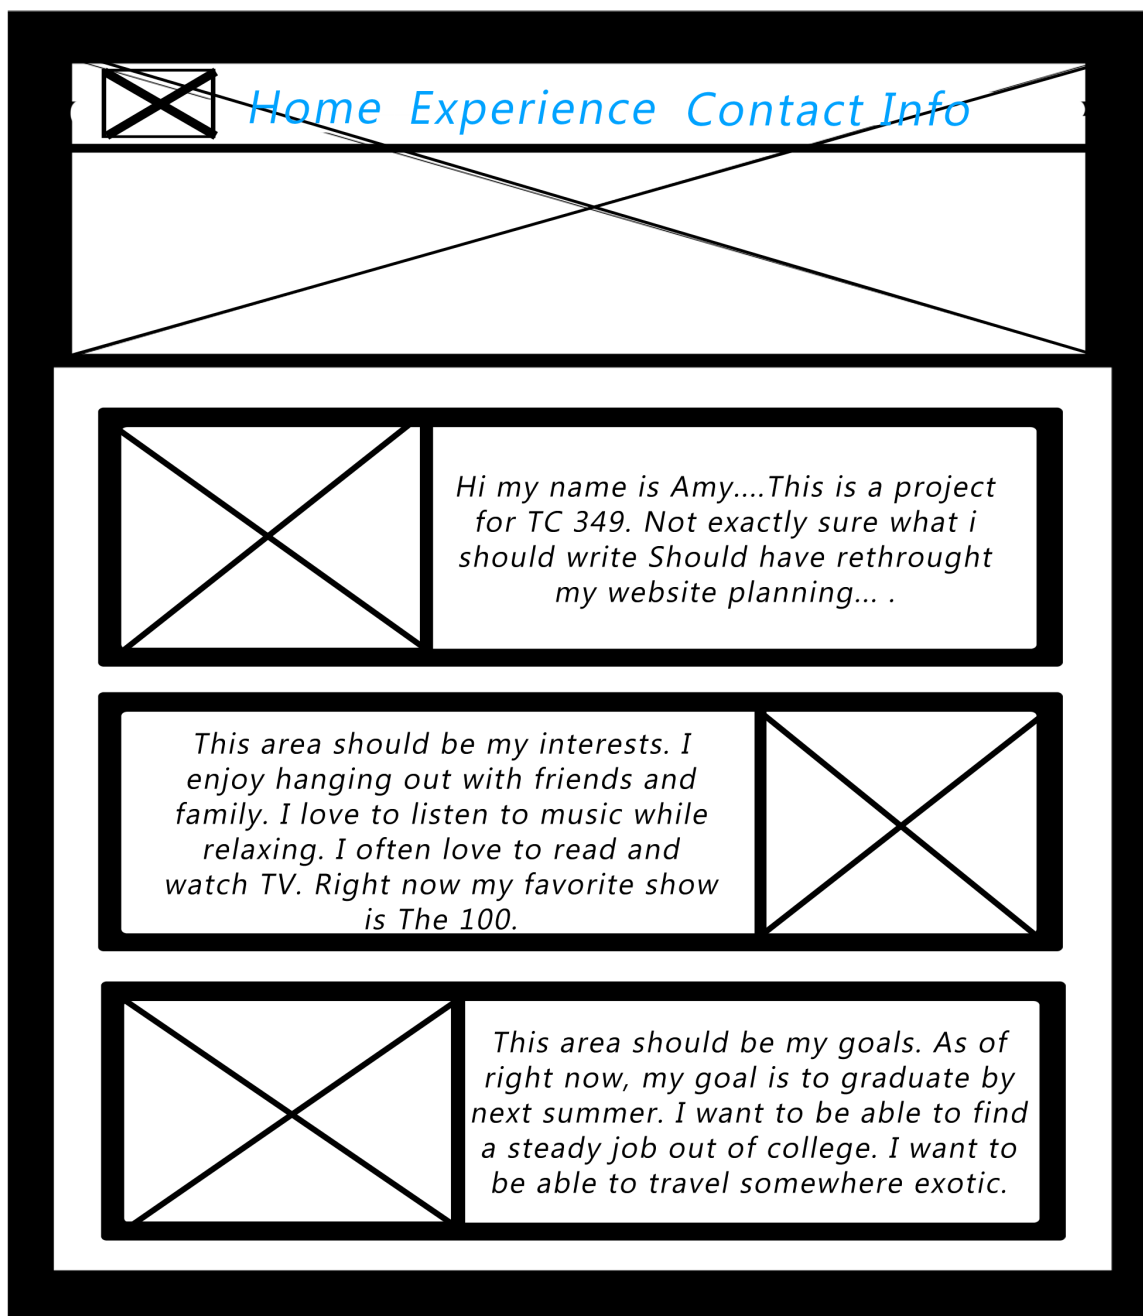 Home Experience Contact Info
Hi my name is Amy....This is a project
for TC 349. Not exactly sure what i
should write Should have rethrought
my website planning... .
This area should be my interests. I
enjoy hanging out with friends and
family. I love to listen to music while
relaxing. I often love to read and
watch TV. Right now my favorite show
is The 100.
This area should be my goals. As of
right now, my goal is to graduate by
next summer. I want to be able to find
a steady job out of college. I want to
be able to travel somewhere exotic.